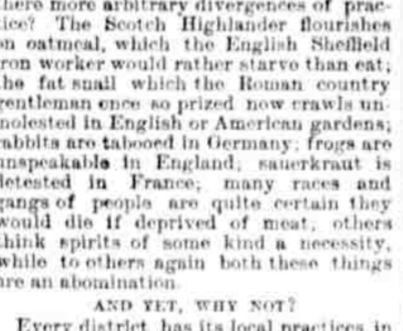 there more arbitrary divergences of prac-
tice? The Scotch Highlander flourishes
on oatmeal, which the English Sheffield
iron worker would rather starve than eat;
the fat snail which the Roman country
gentleman once so prized now crawls un-
molested in English or American gardens;
rabbits are tabooed in Germany; frogs are
unspeakable in England; sauerkraut is
detested in France; many races and
gangs of people are quite certain they
would die if deprived of meat; others
think spirits of some kind a necessity,
while to others again both these things
are an abomination.
AND YET, WHY NOT?
Every district has its local practices in